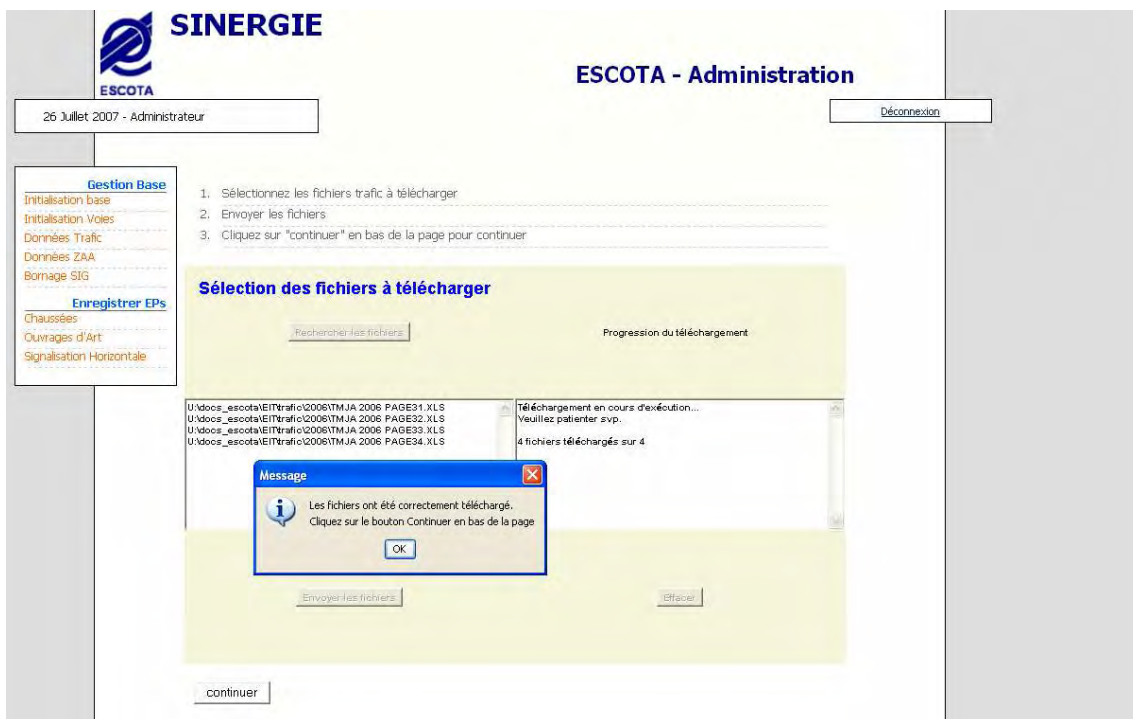 SINERGIE
ESCOTA
ESCOTA - Administration
26 Juillet 2007 - Administrateur
Déconnexion
Gestion Base
Initialisation base
Initialisation Voies
Données Trafic
Données ZAA
Bornage SIG
Enregistrer EPs
Chaussées
Ouvrages d'Art
Signalisation Horizontale
1. Sélectionnez les fichiers trafic à télécharger
2. Envoyer les fichiers
3. Cliquez sur "continuer" en bas de la page pour continuer
Sélection des fichiers à télécharger
Rechercher les fichiers
Progression du téléchargement
U:\docs_escota\EIT\trafic\2006\TMJA 2006 PAGE31.XLS
U:\docs_escota\EIT\trafic\2006\TMJA 2006 PAGE32.XLS
U:\docs_escota\EIT\trafic\2006\TMJA 2006 PAGE33.XLS
U:\docs_escota\EIT\trafic\2006\TMJA 2006 PAGE34.XLS
Téléchargement en cours d'exécution...
Veuillez patienter svp.
4 fichiers téléchargés sur 4
Message
Les fichiers ont été correctement téléchargé.
Cliquez sur le bouton Continuer en bas de la page
OK
Envoyer les fichiers
Effacer
continuer